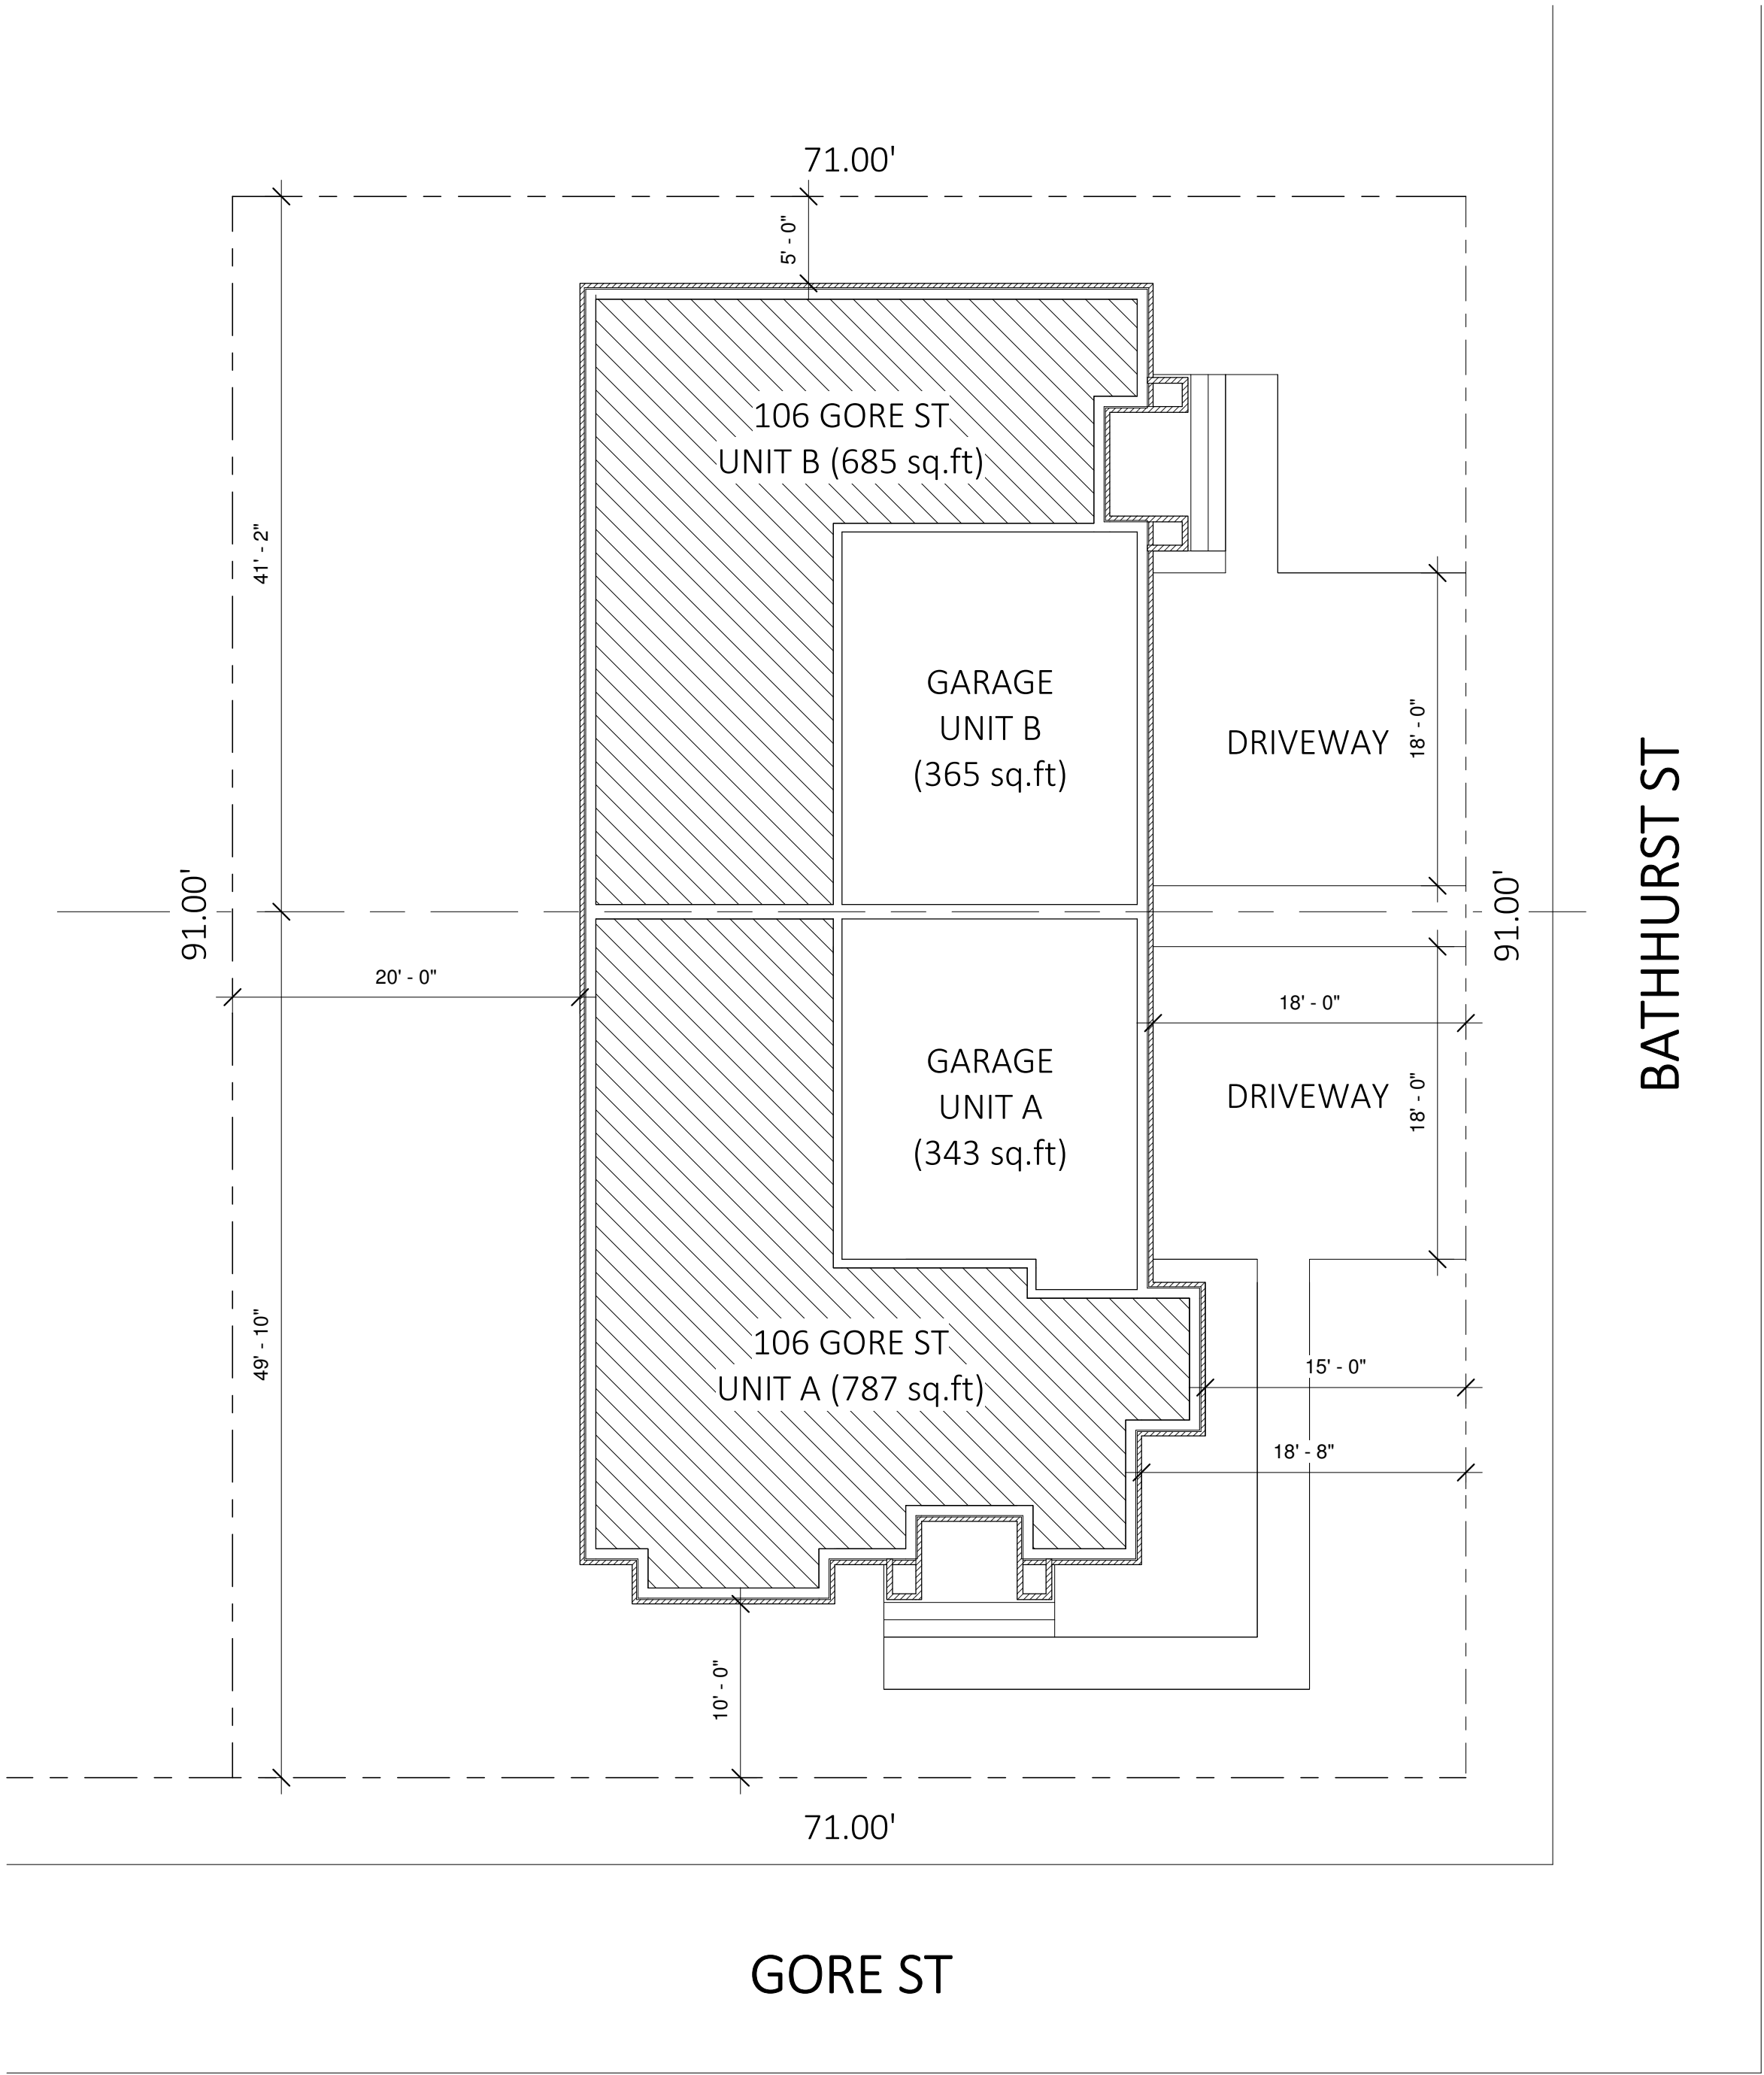 71.00'
5' - 0"
106 GORE ST
UNIT B (685 sq.ft)
41' - 2"
GARAGE
UNIT B
(365 sq.ft)
DRIVEWAY
18' - 0"
BATHHURST ST
91.00'
91.00'
20' - 0"
18' - 0"
GARAGE
UNIT A
(343 sq.ft)
DRIVEWAY
18' - 0"
49' - 10"
106 GORE ST
UNIT A (787 sq.ft)
15' - 0"
18' - 8"
10' - 0"
71.00'
GORE ST